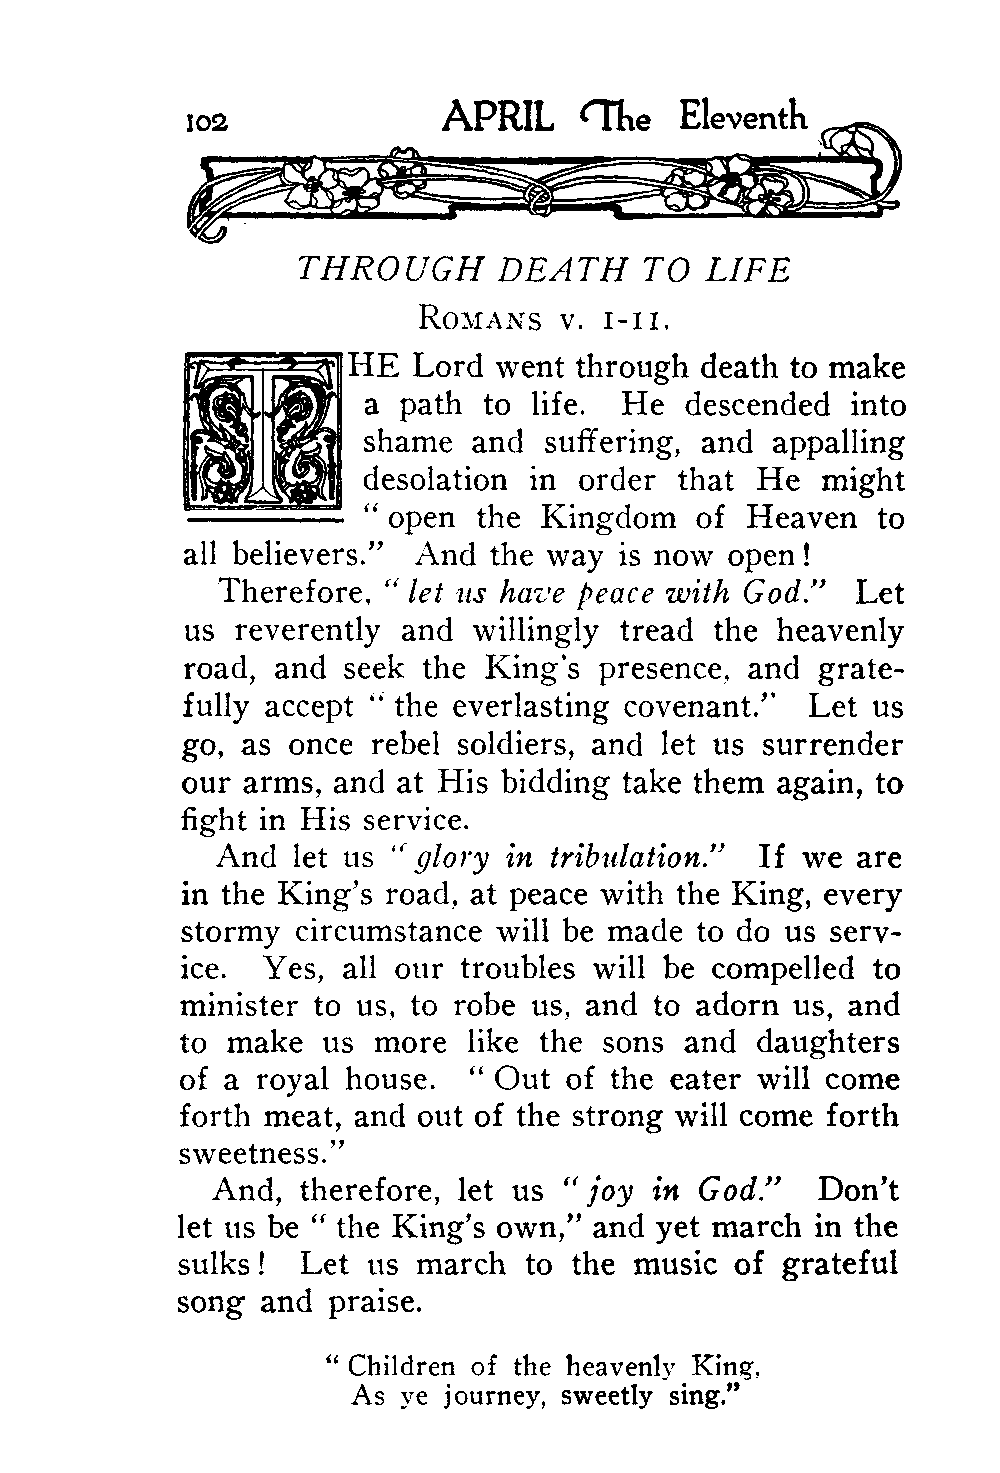 102 APRIL The Eleventh
THROUGH DEATH TO LIFE
ROMANS v. 1-11.
THE Lord went through death to make
a path to life. He descended into
shame and suffering, and appalling
desolation in order that He might
“ open the Kingdom of Heaven to
all believers.” And the way is now open !
Therefore, “ let us have peace with God.” Let
us reverently and willingly tread the heavenly
road, and seek the King's presence, and grate-
fully accept “ the everlasting covenant.” Let us
go, as once rebel soldiers, and let us surrender
our arms, and at His bidding take them again, to
fight in His service.
And let us “ glory in tribulation.” If we are
in the King's road, at peace with the King, every
stormy circumstance will be made to do us serv-
ice. Yes, all our troubles will be compelled to
minister to us, to robe us, and to adorn us, and
to make us more like the sons and daughters
of a royal house. “ Out of the eater will come
forth meat, and out of the strong will come forth
sweetness.”
And, therefore, let us “ joy in God.” Don't
let us be “ the King's own,” and yet march in the
sulks ! Let us march to the music of grateful
song and praise.
“ Children of the heavenly King,
As ye journey, sweetly sing.”